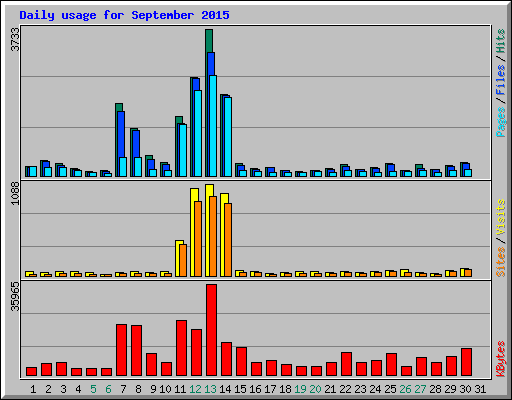 Daily usage for September 2015
3733
Pages / Files / Hits
1088
Sites / Visits
35965
KBytes
1 2 3 4 5 6 7 8 9 10 11 12 13 14 15 16 17 18 19 20 21 22 23 24 25 26 27 28 29 30 31